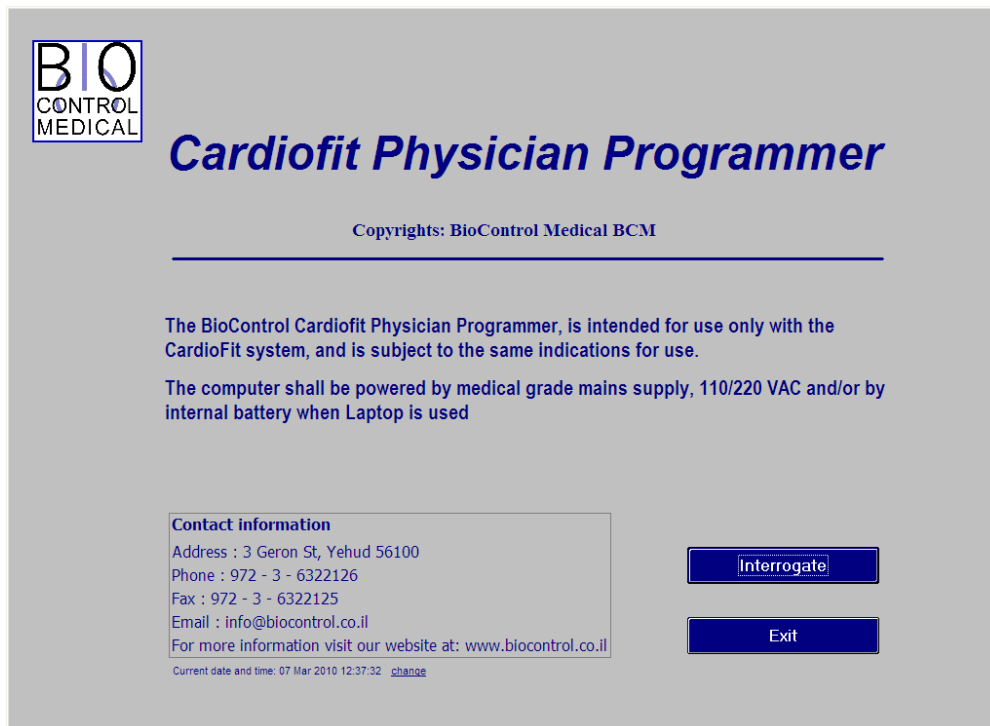 BIO
CONTROL
MEDICAL
Cardiofit Physician Programmer
Copyrights: BioControl Medical BCM
The BioControl Cardiofit Physician Programmer, is intended for use only with the
CardioFit system, and is subject to the same indications for use.
The computer shall be powered by medical grade mains supply, 110/220 VAC and/or by
internal battery when Laptop is used
Contact information
Address : 3 Geron St, Yehud 56100
Phone : 972 - 3 - 6322126
Fax : 972 - 3 - 6322125
Email : info@biocontrol.co.il
For more information visit our website at: www.biocontrol.co.il
Current date and time: 07 Mar 2010 12:37:32 change
Interrogate
Exit